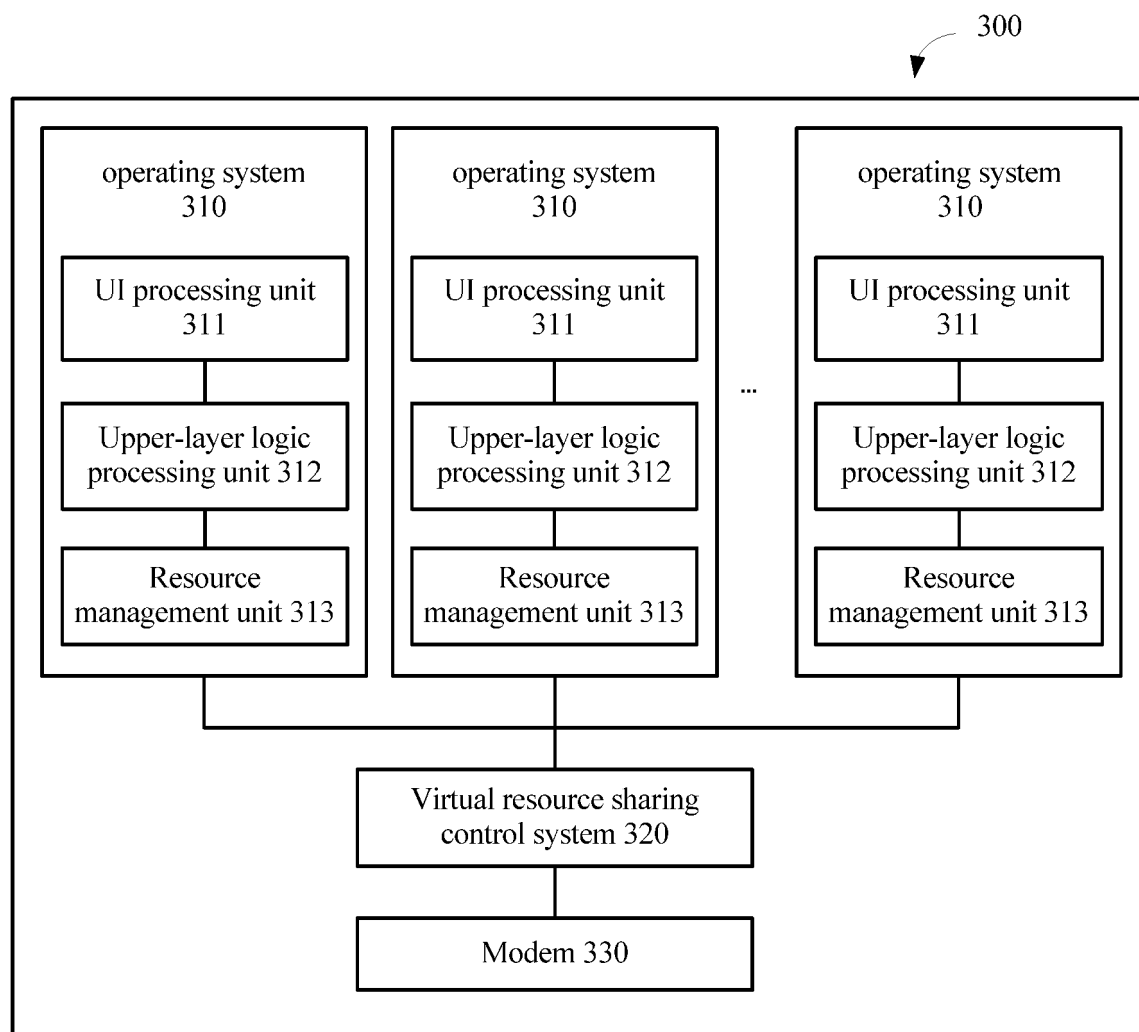 300
operating system
310
UI processing unit
311
Upper-layer logic
processing unit 312
Resource
management unit 313
operating system
310
UI processing unit
311
Upper-layer logic
processing unit 312
Resource
management unit 313
...
operating system
310
UI processing unit
311
Upper-layer logic
processing unit 312
Resource
management unit 313
Virtual resource sharing
control system 320
Modem 330